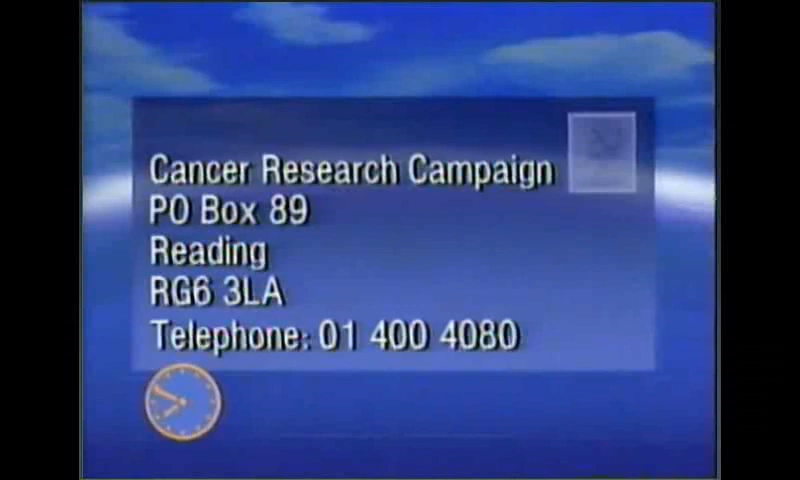 Cancer Research Campaign
PO Box 89
Reading
RG6 3LA
Telephone: 01 400 4080